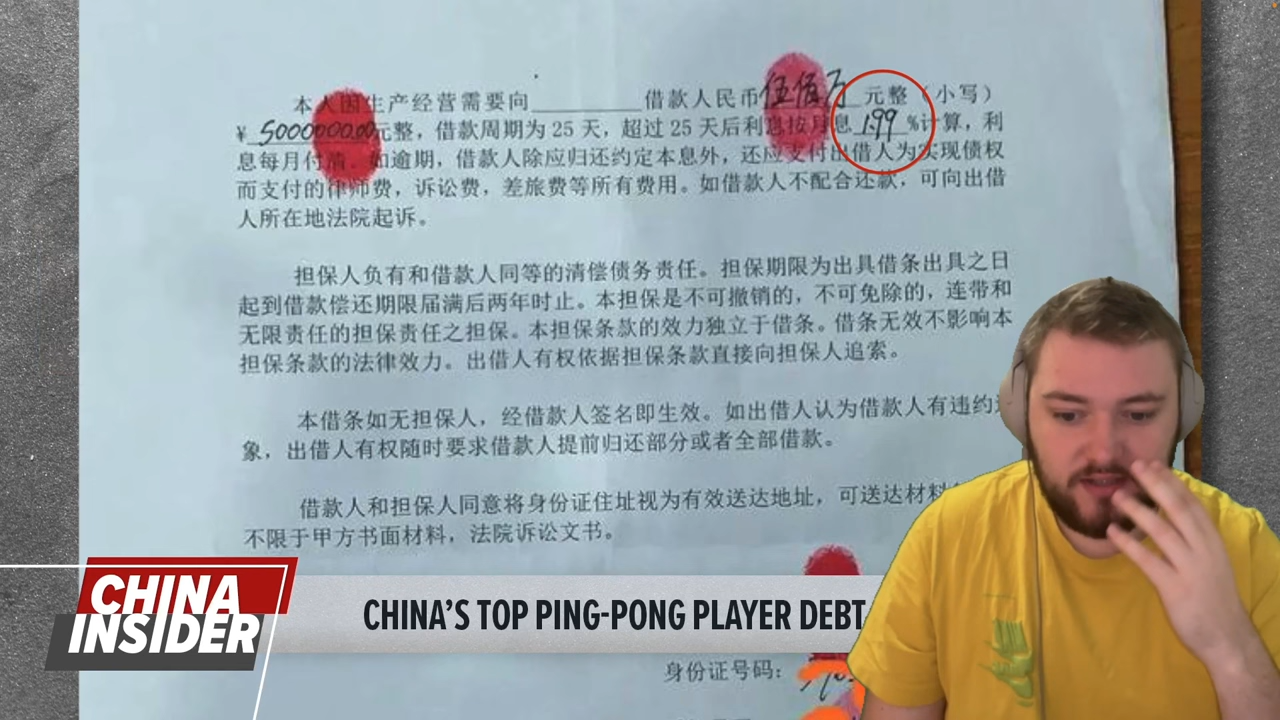 本人因生产经营需要向________借款人民币伍佰万元整（小写）
¥ 5000000.00元整，借款周期为 25 天，超过 25 天后利息按月息 1.99 %计算，利
息每月付清。如逾期，借款人除应归还约定本息外，还应支付出借人为实现债权
而支付的律师费，诉讼费，差旅费等所有费用。如借款人不配合还款，可向出借
人所在地法院起诉。
担保人负有和借款人同等的清偿债务责任。担保期限为出具借条出具之日
起到借款偿还期限届满后两年时止。本担保是不可撤销的，不可免除的，连带和
无限责任的担保责任之担保。本担保条款的效力独立于借条。借条无效不影响本
担保条款的法律效力。出借人有权依据担保条款直接向担保人追索。
本借条如无担保人，经借款人签名即生效。如出借人认为借款人有违约
象，出借人有权随时要求借款人提前归还部分或者全部借款。
借款人和担保人同意将身份证住址视为有效送达地址，可送达材料
不限于甲方书面材料，法院诉讼文书。
CHINA
INSIDER
CHINA'S TOP PING-PONG PLAYER DEBT
身份证号码：